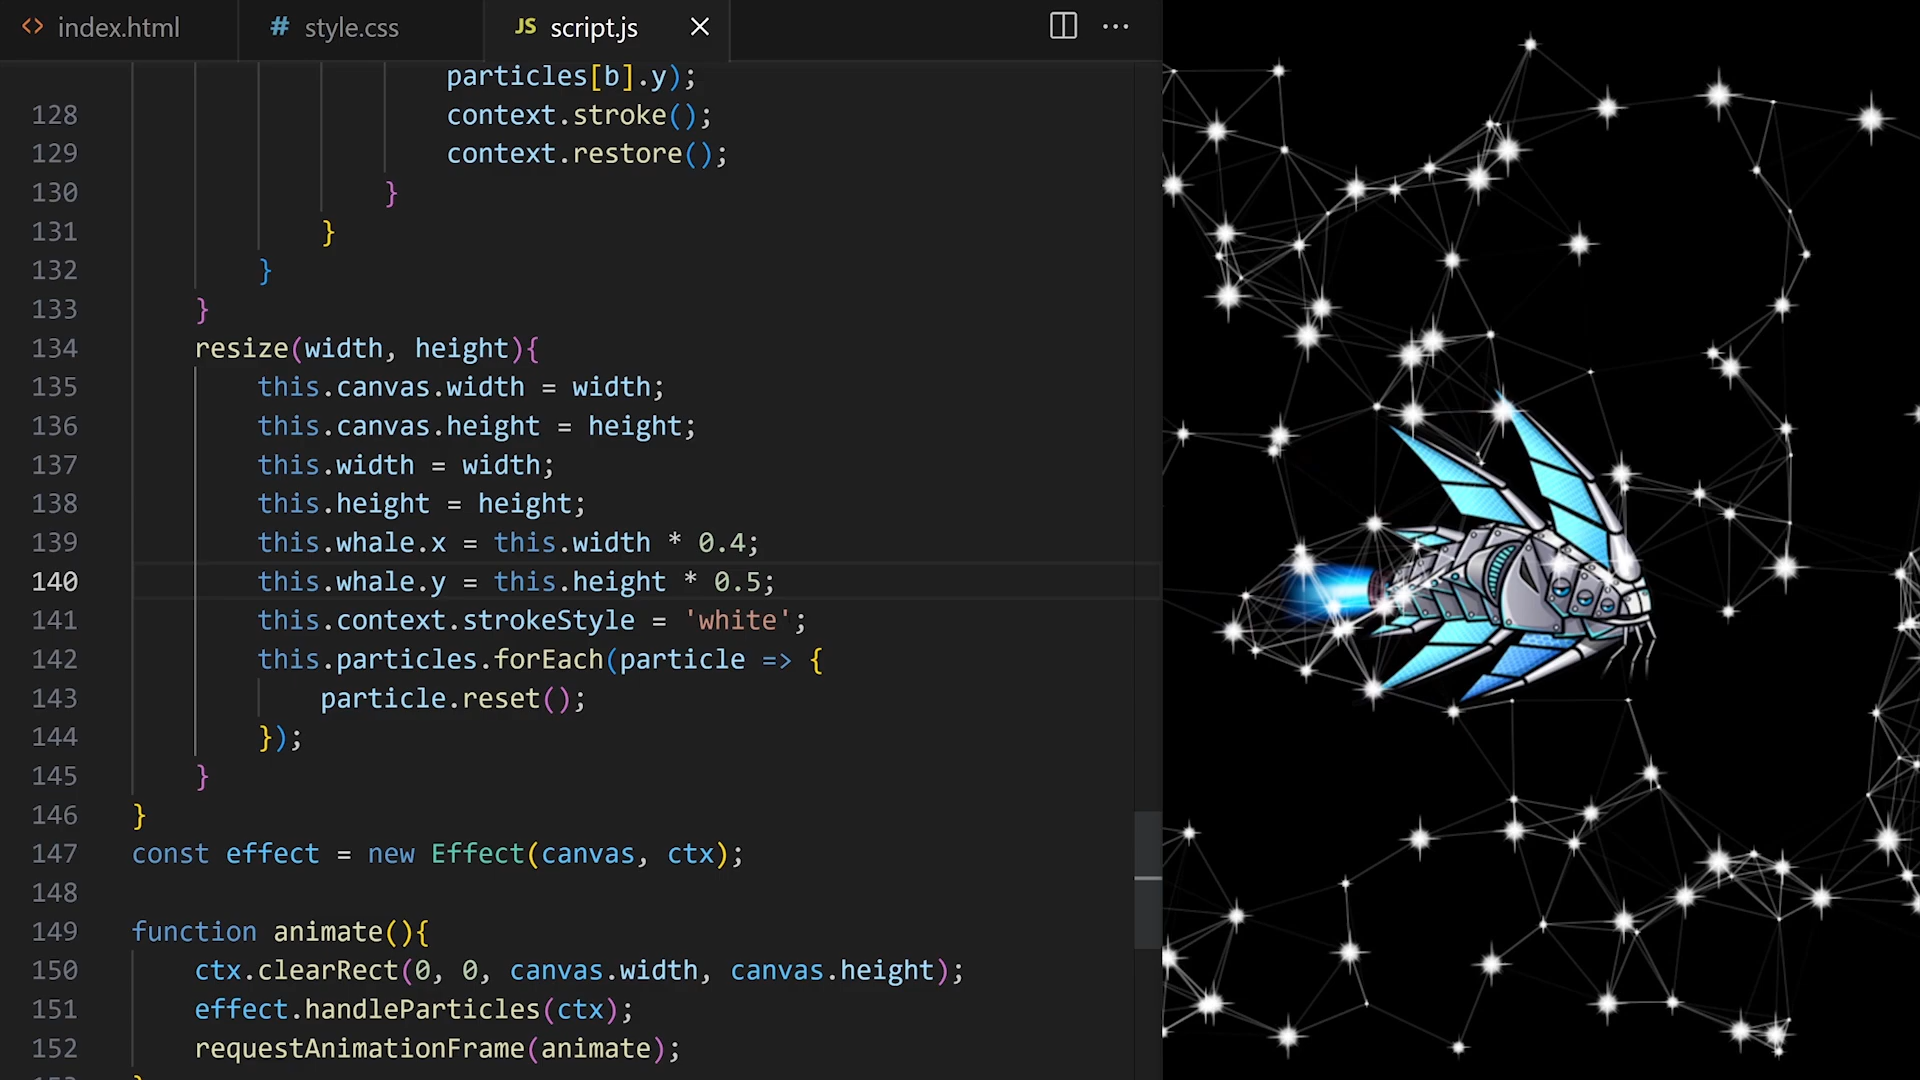 <> index.html
# style.css
JS script.js
particles[b].y);
128 context.stroke();
129 context.restore();
130 }
131 }
132 }
133 }
134 resize(width, height){
135 this.canvas.width = width;
136 this.canvas.height = height;
137 this.width = width;
138 this.height = height;
139 this.whale.x = this.width * 0.4;
140 this.whale.y = this.height * 0.5;
141 this.context.strokeStyle = 'white';
142 this.particles.forEach(particle => {
143 particle.reset();
144 });
145 }
146 }
147 const effect = new Effect(canvas, ctx);
148
149 function animate(){
150 ctx.clearRect(0, 0, canvas.width, canvas.height);
151 effect.handleParticles(ctx);
152 requestAnimationFrame(animate);